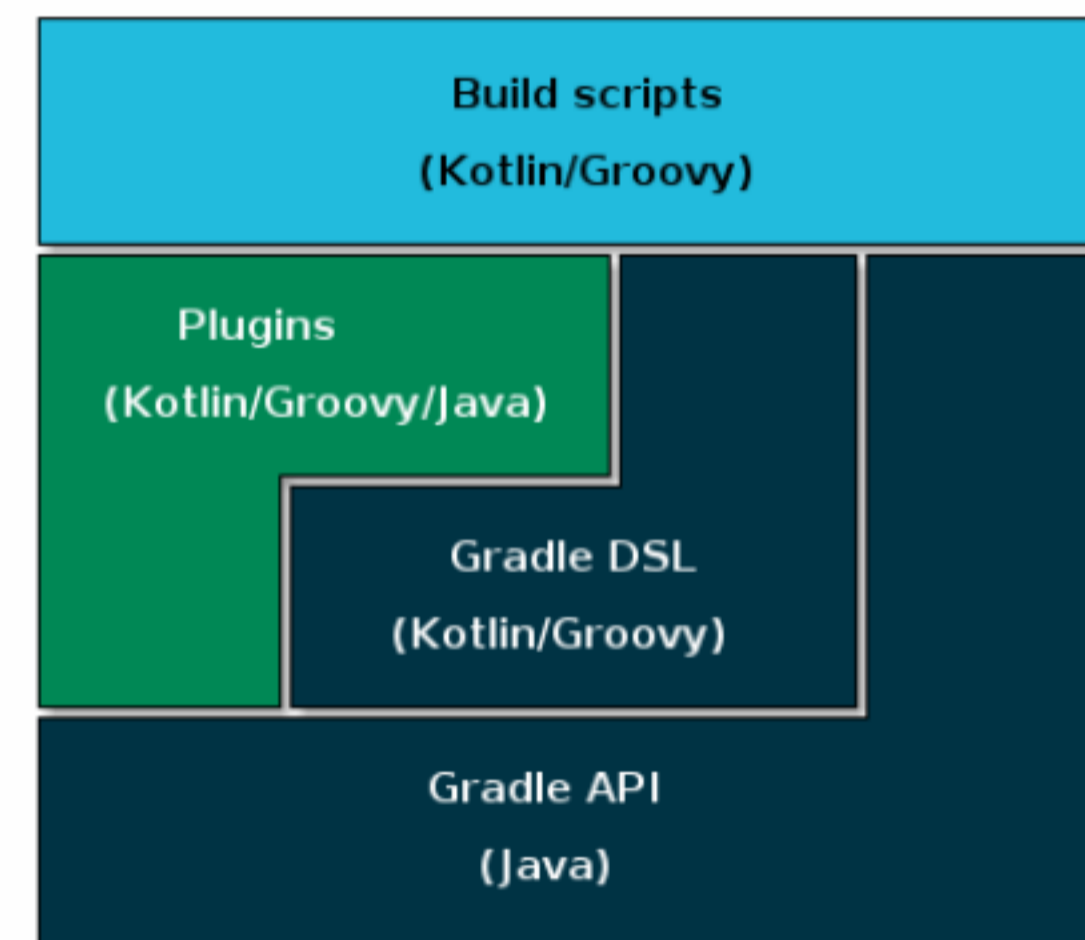 Build scripts
(Kotlin/Groovy)
Plugins
(Kotlin/Groovy/Java)
Gradle DSL
(Kotlin/Groovy)
Gradle API
(Java)